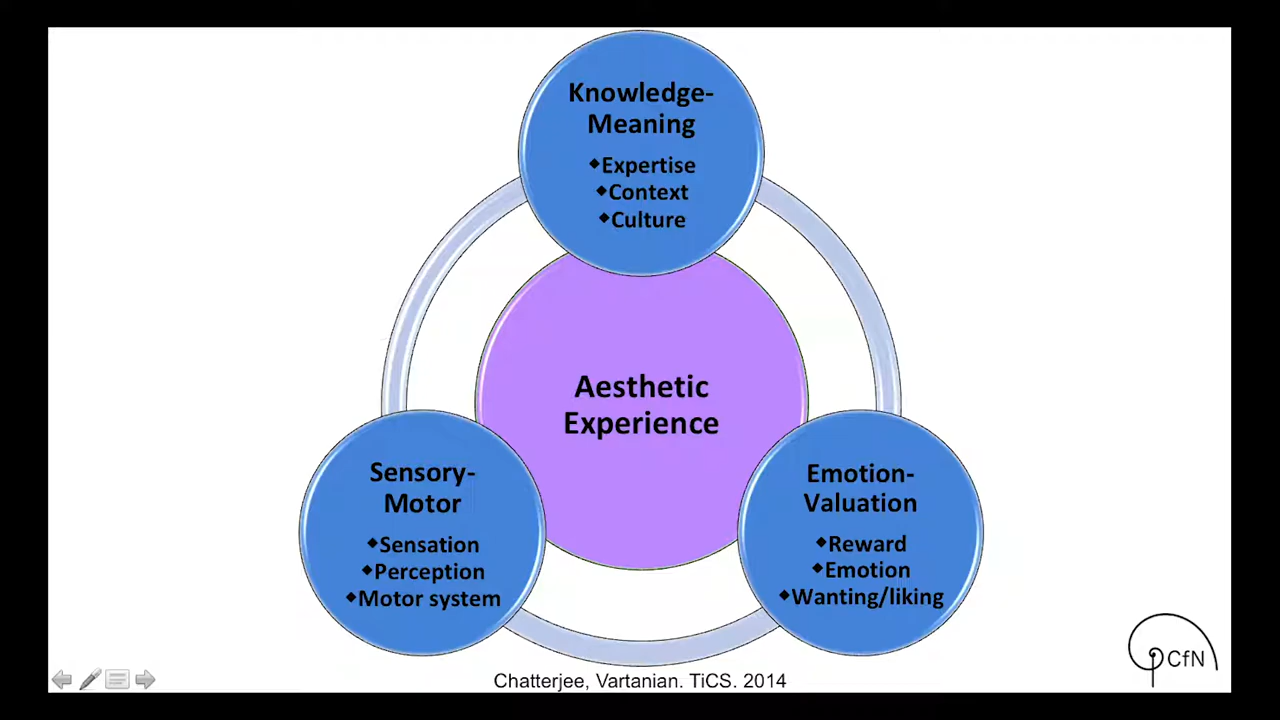 Knowledge-
Meaning
◆Expertise
◆Context
◆Culture
Aesthetic
Experience
Sensory-
Motor
◆Sensation
◆Perception
◆Motor system
Emotion-
Valuation
◆Reward
◆Emotion
◆Wanting/liking
CfN
Chatterjee, Vartanian. TiCS. 2014